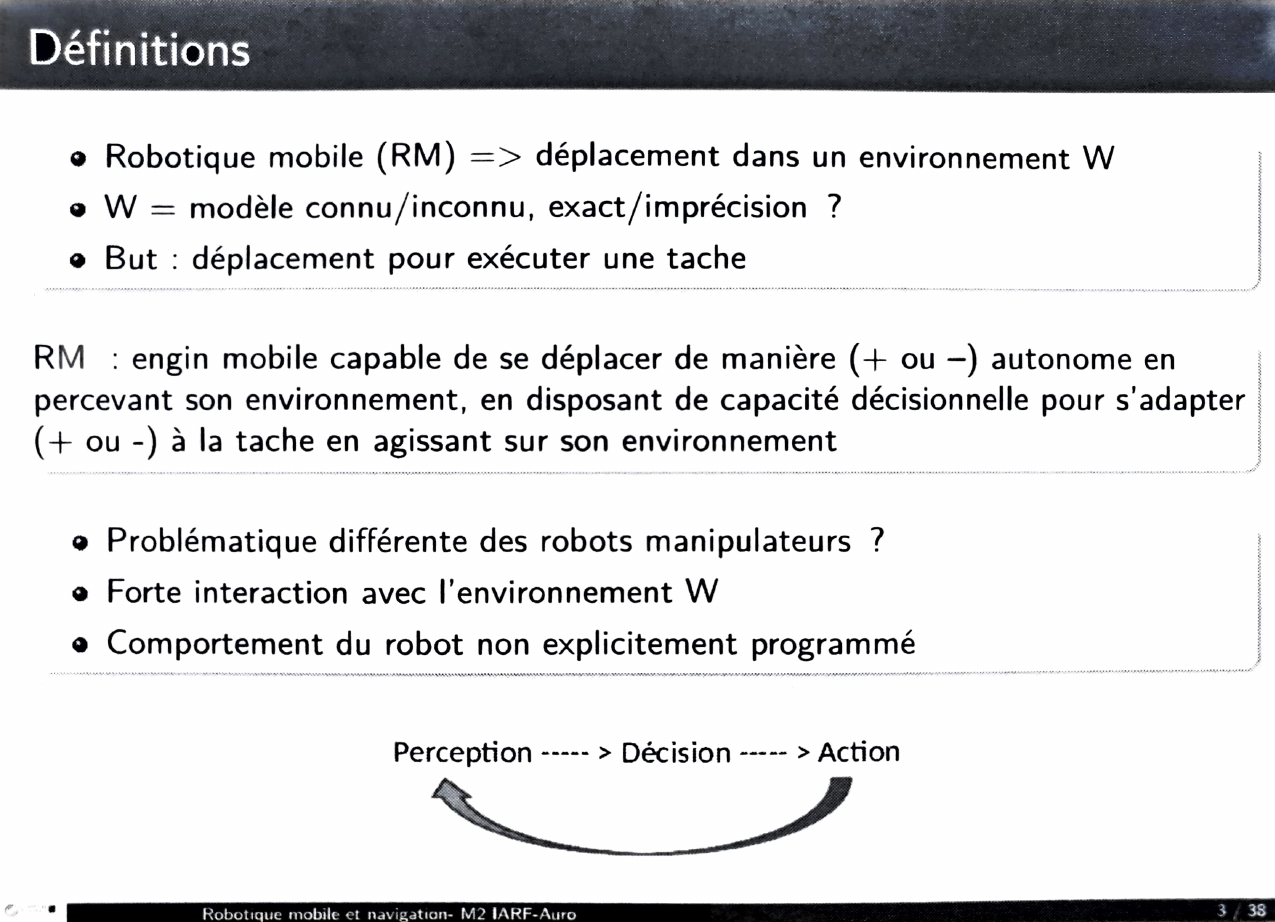 Définitions
• Robotique mobile (RM) => déplacement dans un environnement W
• W = modèle connu/inconnu, exact/imprécision ?
• But : déplacement pour exécuter une tache
RM : engin mobile capable de se déplacer de manière (+ ou –) autonome en
percevant son environnement, en disposant de capacité décisionnelle pour s'adapter
(+ ou -) à la tache en agissant sur son environnement
• Problématique différente des robots manipulateurs ?
• Forte interaction avec l'environnement W
• Comportement du robot non explicitement programmé
Perception ----- > Décision ----- > Action
Robotique mobile et navigation- M2 IARF-Auro
3 / 38